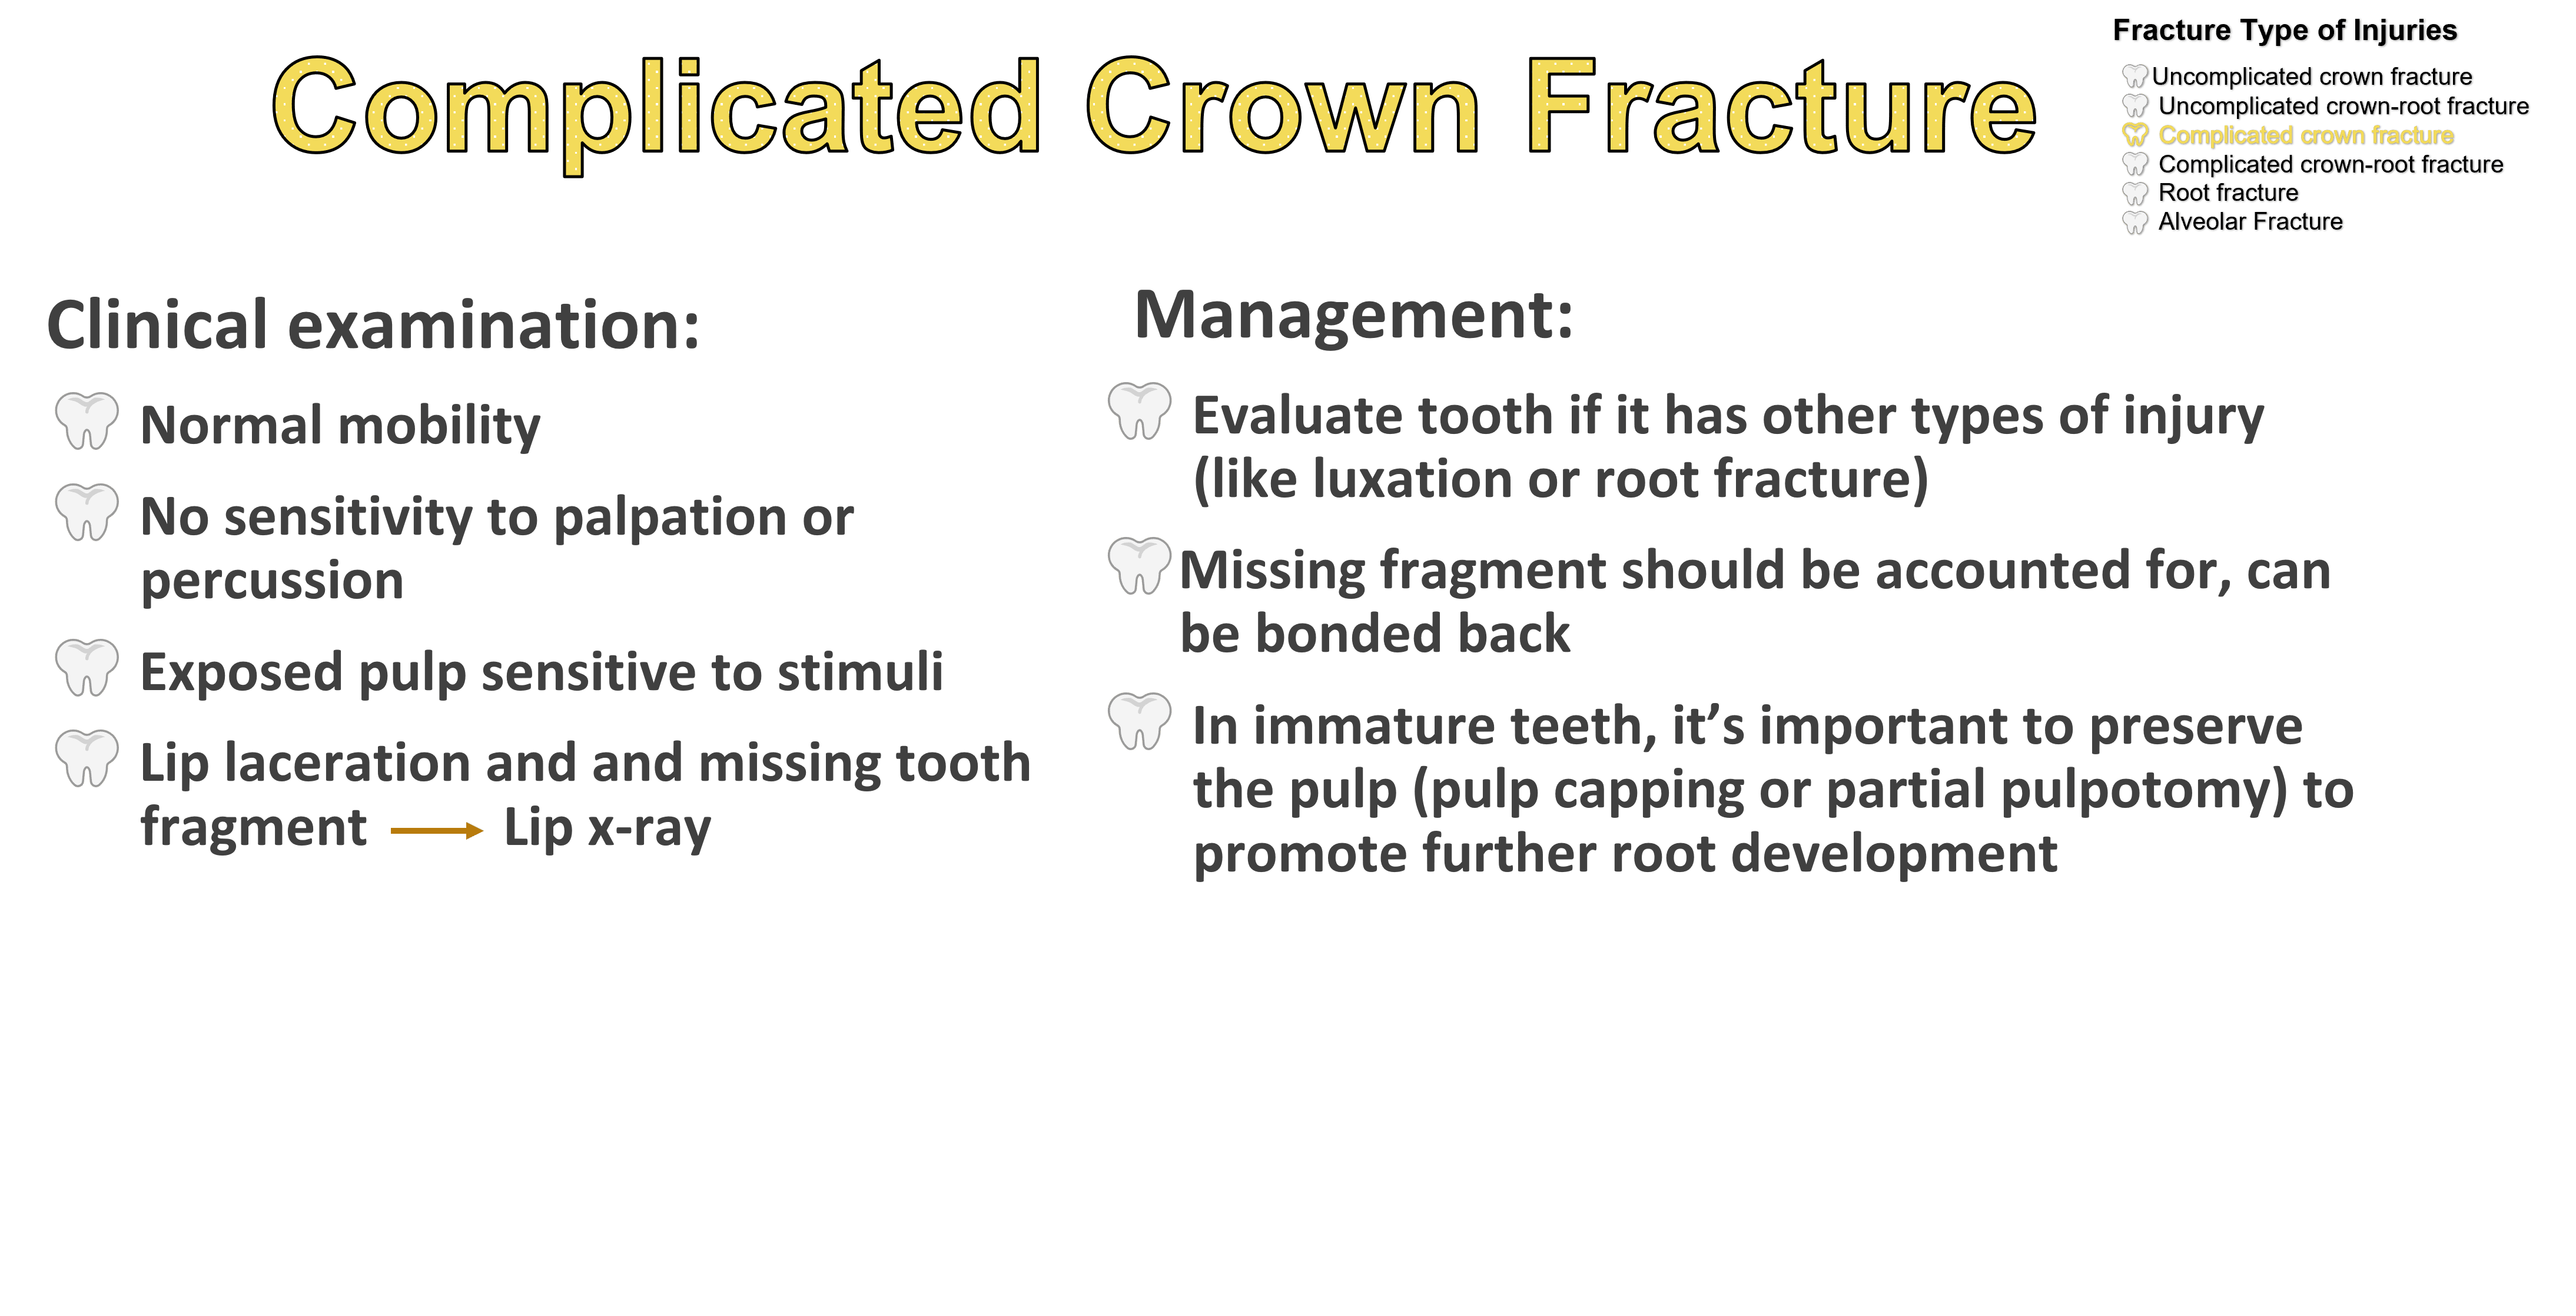 Complicated Crown Fracture
Fracture Type of Injuries
Uncomplicated crown fracture
Uncomplicated crown-root fracture
Complicated crown fracture
Complicated crown-root fracture
Root fracture
Alveolar Fracture
Clinical examination:
Normal mobility
No sensitivity to palpation or
percussion
Exposed pulp sensitive to stimuli
Lip laceration and and missing tooth
fragment → Lip x-ray
Management:
Evaluate tooth if it has other types of injury
(like luxation or root fracture)
Missing fragment should be accounted for, can
be bonded back
In immature teeth, it’s important to preserve
the pulp (pulp capping or partial pulpotomy) to
promote further root development